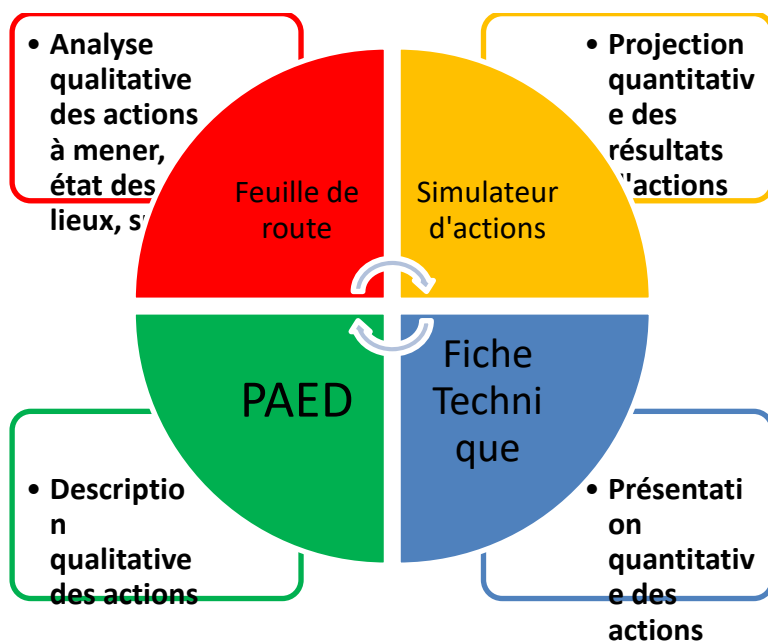 • Analyse
qualitative
des actions
à mener,
état des
lieux,
• Projection
quantitativ
e des
résultats
d'actions
Feuille de
route
Simulateur
d'actions
PAED
Fiche
Techni
que
• Descriptio
n
qualitative
des actions
• Présentati
on
quantitativ
e des
actions